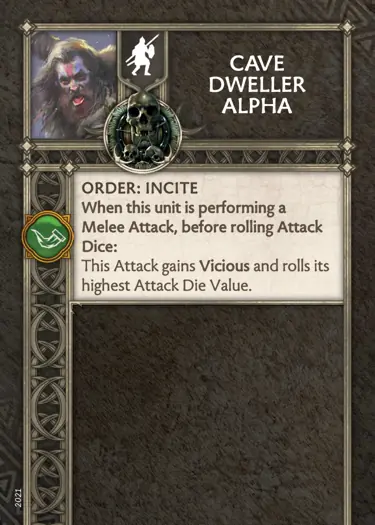 CAVE
DWELLER
ALPHA
ORDER: INCITE
When this unit is performing a
Melee Attack, before rolling Attack
Dice:
This Attack gains Vicious and rolls its
highest Attack Die Value.
2021